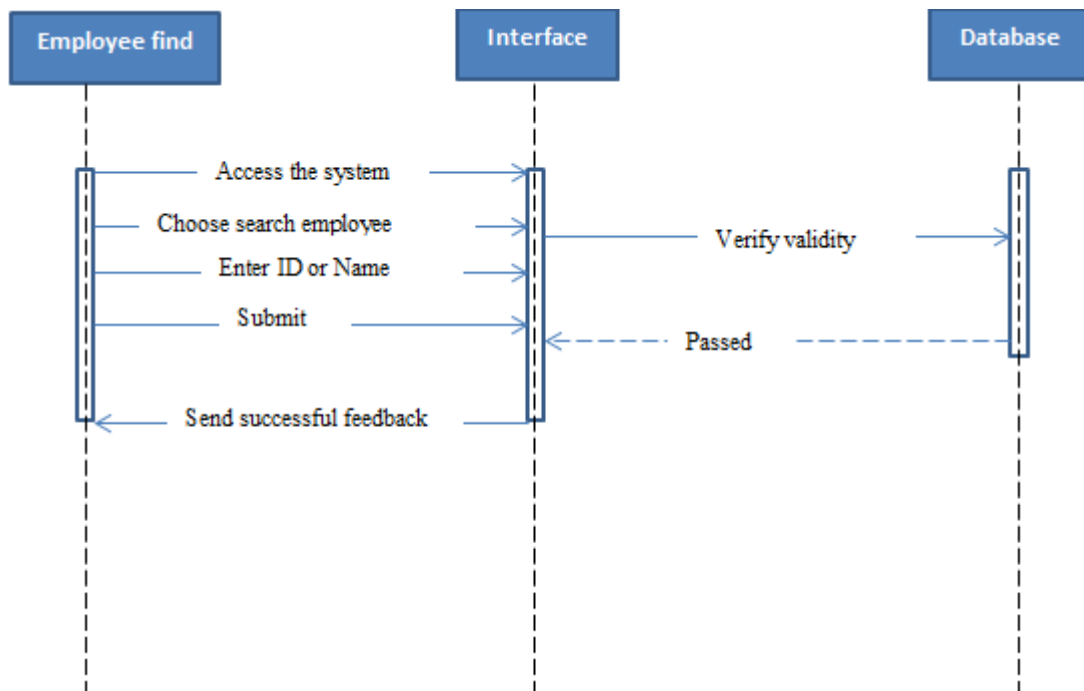 Employee find
Interface
Database
Access the system
Choose search employee
Verify validity
Enter ID or Name
Submit
Passed
Send successful feedback